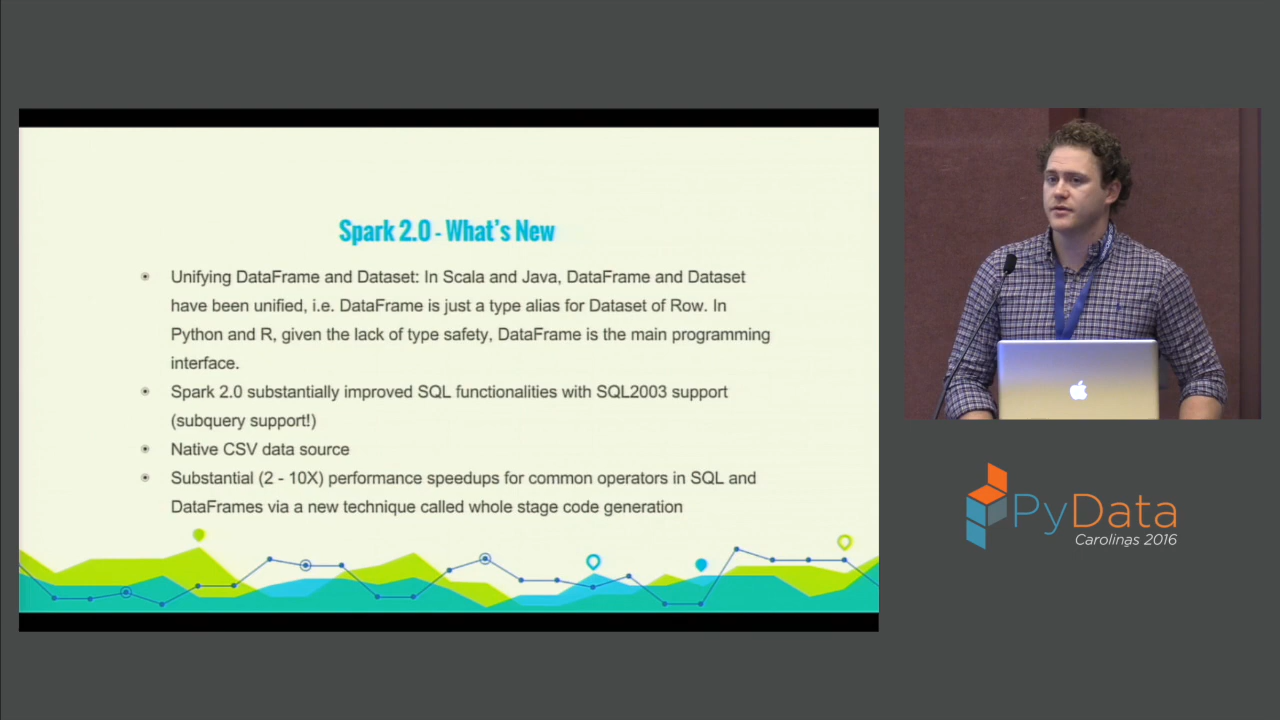 Spark 2.0 - What's New
Unifying DataFrame and Dataset: In Scala and Java, DataFrame and Dataset
have been unified, i.e. DataFrame is just a type alias for Dataset of Row. In
Python and R, given the lack of type safety, DataFrame is the main programming
interface.
Spark 2.0 substantially improved SQL functionalities with SQL2003 support
(subquery support!)
Native CSV data source
Substantial (2 - 10X) performance speedups for common operators in SQL and
DataFrames via a new technique called whole stage code generation
PyData
Carolinas 2016